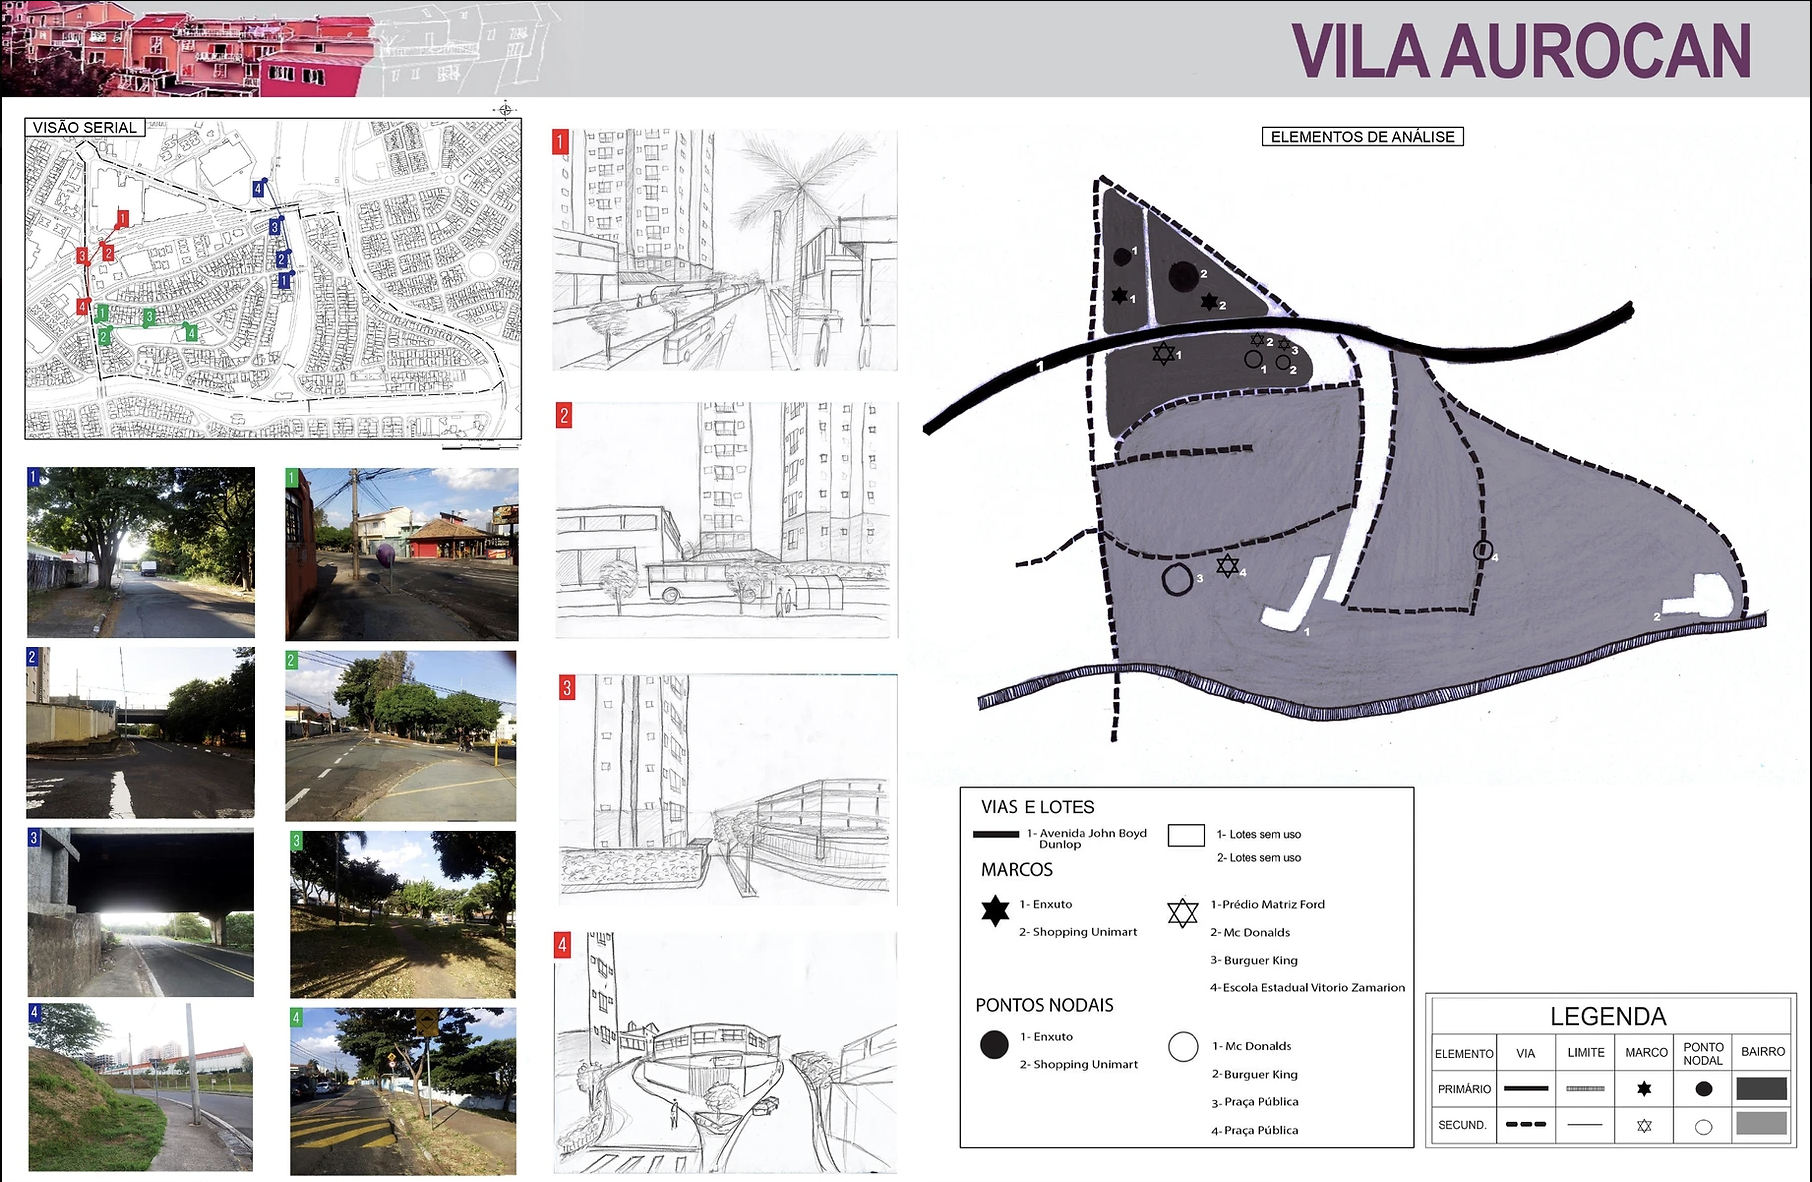 VILA AUROCAN
VISÃO SERIAL
4
3
2
1
1
2
3
4
1
2
3
4
1
2
3
4
1
2
3
4
1
2
3
4
ELEMENTOS DE ANÁLISE
1
2
1
2
1
1
2
3
1
2
3
4
4
1
2
VIAS E LOTES
1- Avenida John Boyd
Dunlop
1- Lotes sem uso
2- Lotes sem uso
MARCOS
1- Enxuto
2- Shopping Unimart
1-Prédio Matriz Ford
2- Mc Donalds
3- Burguer King
4- Escola Estadual Vitorio Zamarion
PONTOS NODAIS
1- Enxuto
2- Shopping Unimart
1- Mc Donalds
2- Burguer King
3- Praça Pública
4- Praça Pública
LEGENDA
ELEMENTO VIA LIMITE MARCO PONTO NODAL BAIRRO
PRIMÁRIO
SECUND.